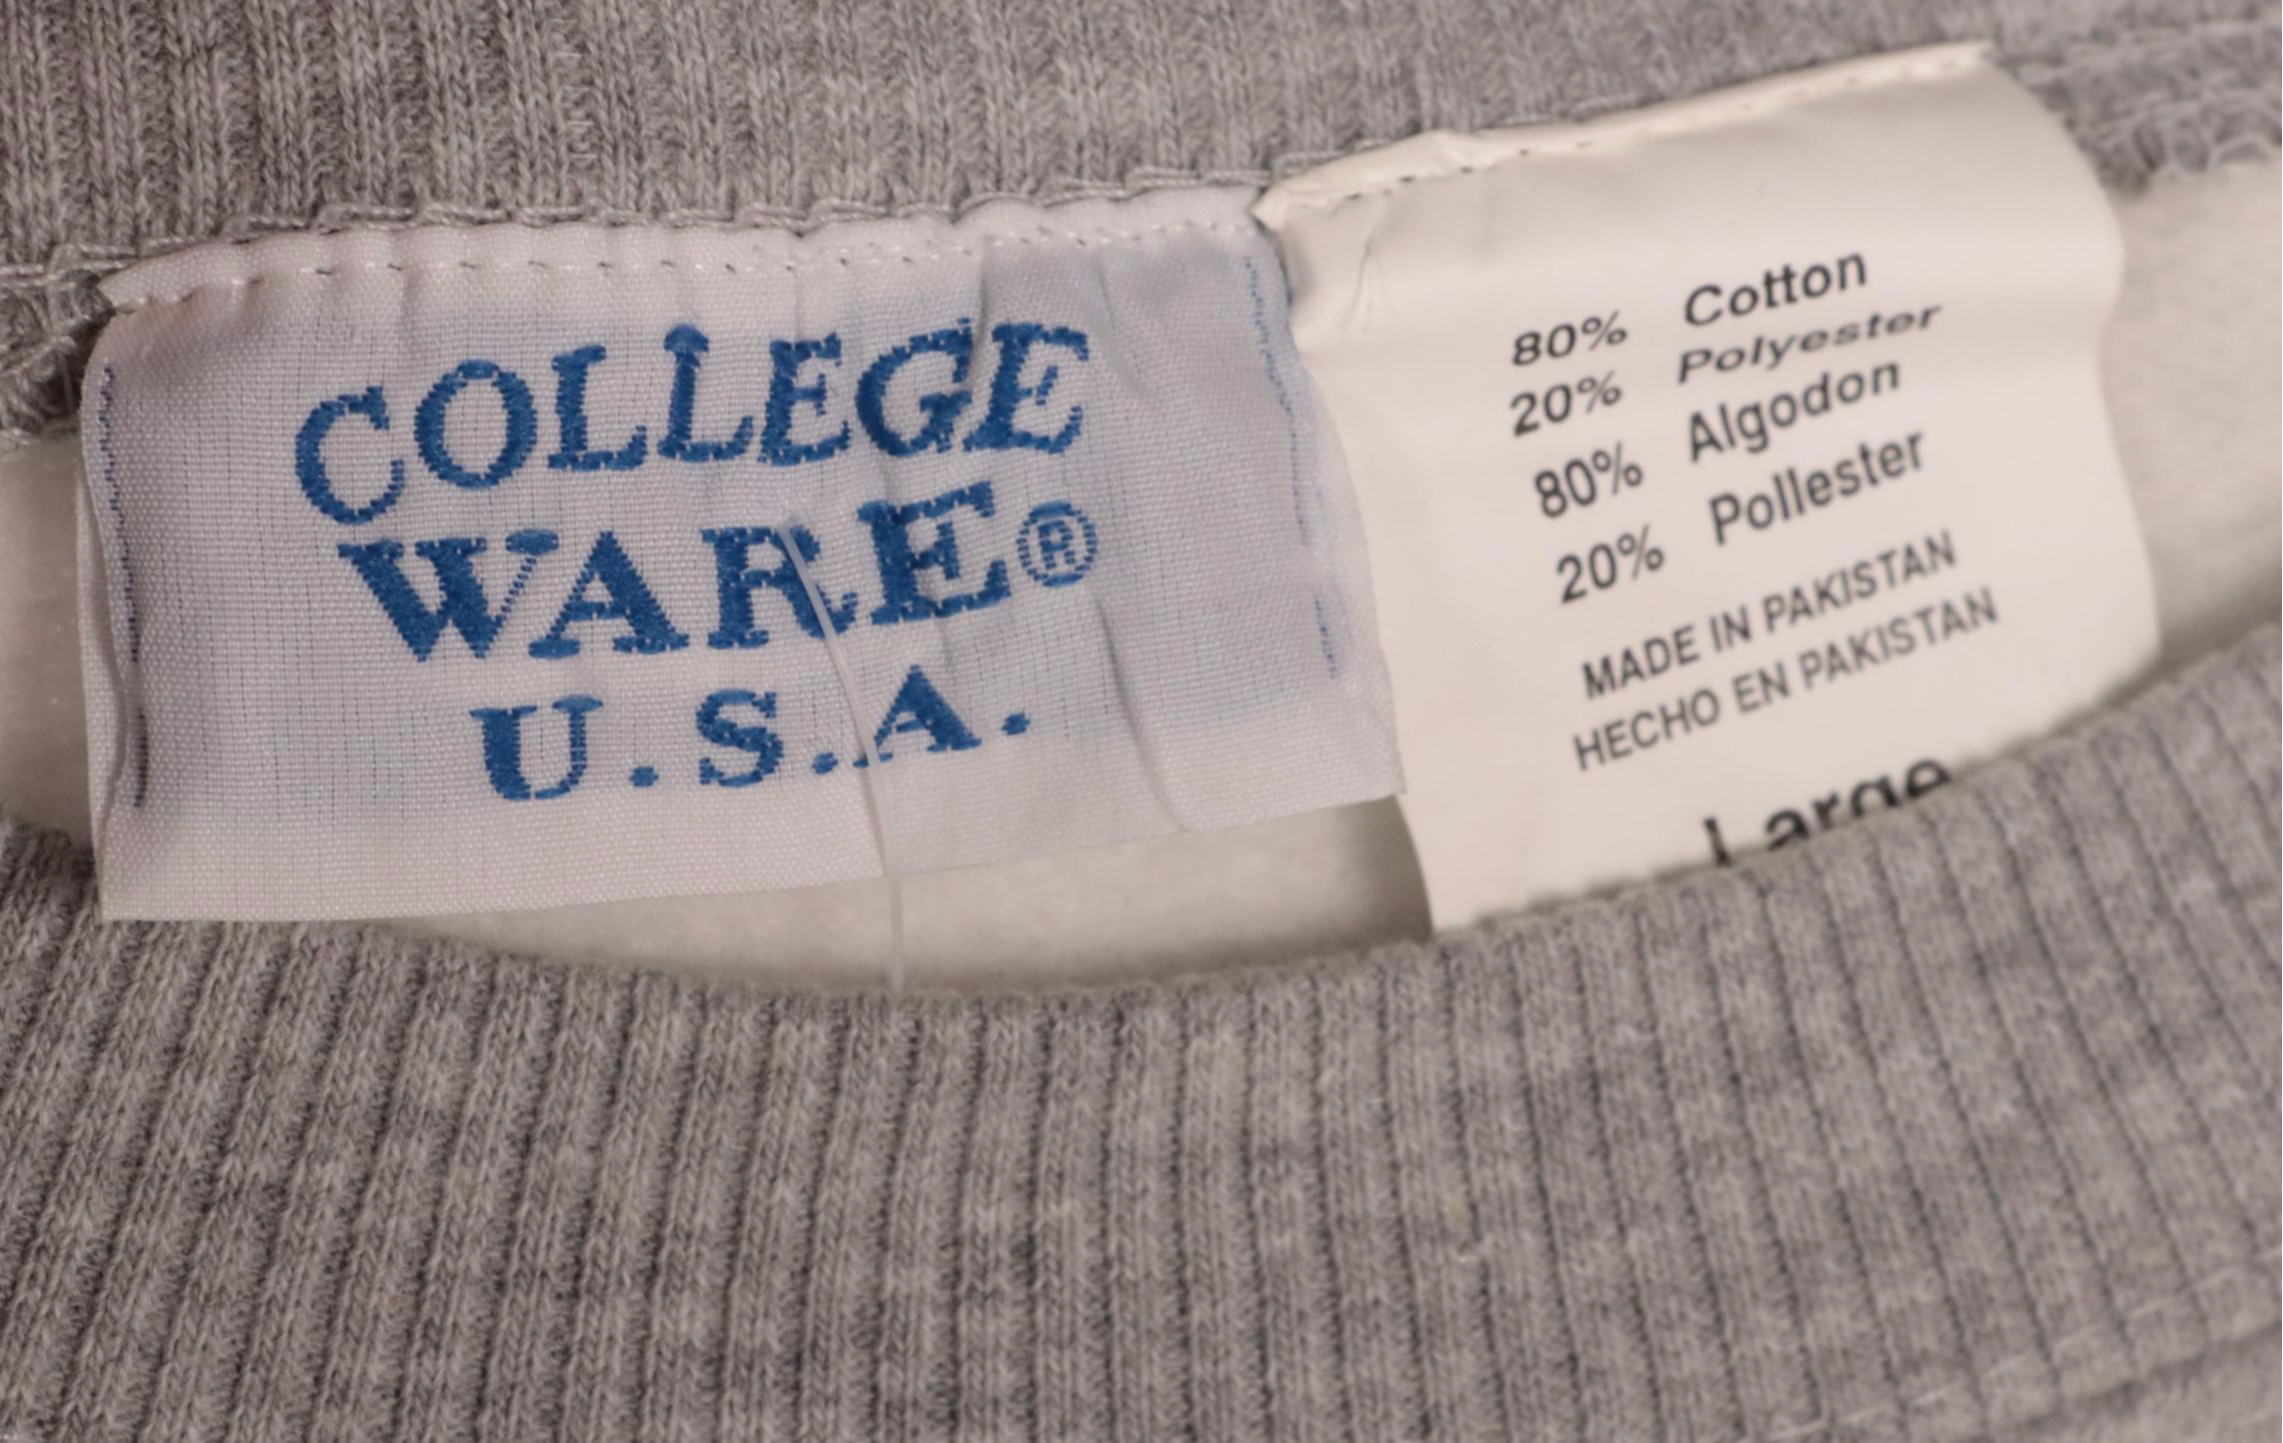 COLLEGE
WARE®
U.S.A.
80% Cotton
20% Polyester
80% Algodon
20% Pollester
MADE IN PAKISTAN
HECHO EN PAKISTAN
Large